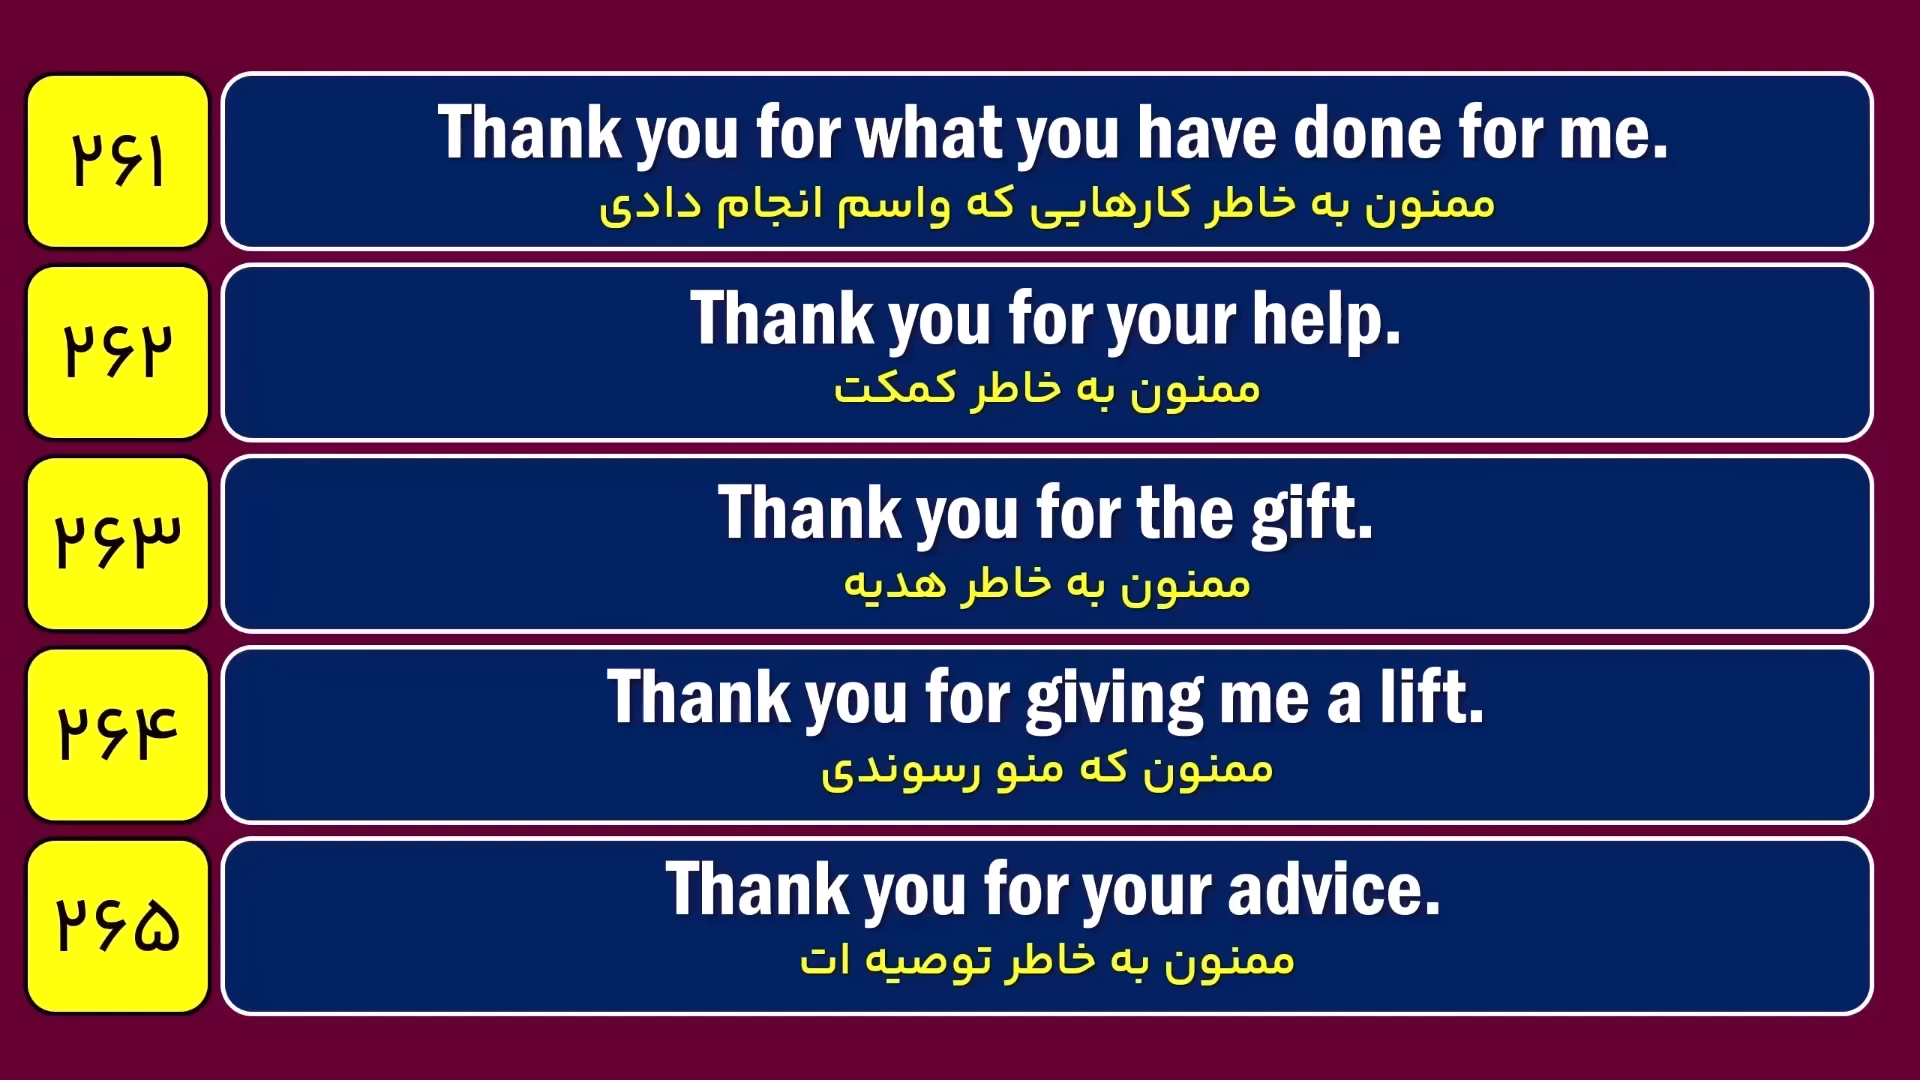 ۲۶۱
Thank you for what you have done for me.
ممنون به خاطر کارهایی که واسم انجام دادی
۲۶۲
Thank you for your help.
ممنون به خاطر کمکت
۲۶۳
Thank you for the gift.
ممنون به خاطر هدیه
۲۶۴
Thank you for giving me a lift.
ممنون که منو رسوندی
۲۶۵
Thank you for your advice.
ممنون به خاطر توصیه ات